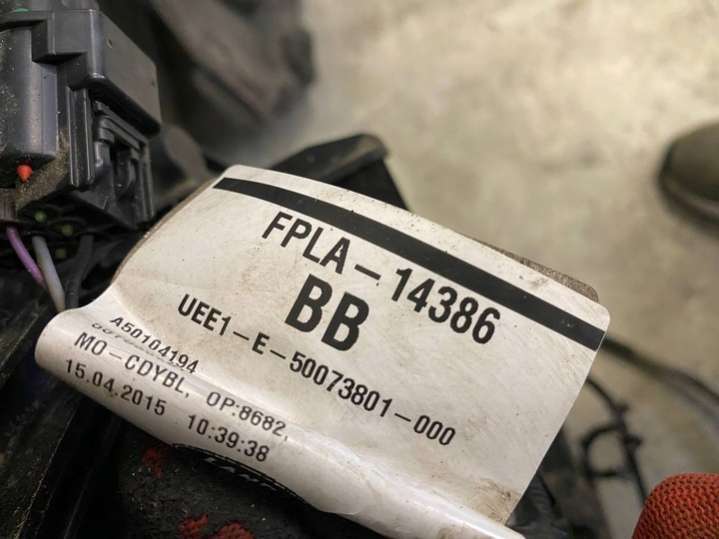 FPLA-14386
BB
UEE1-E-50073801-000
A50104194
MO-CDYBL, OP:8682,
15.04.2015 10:39:38